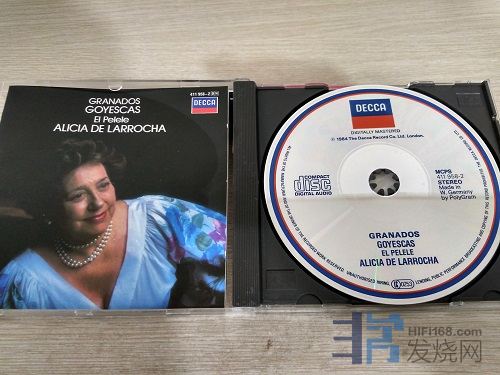 411 958-2
GRANADOS
GOYESCAS
El Pelele
ALICIA DE LARROCHA
DECCA
DECCA
DIGITALLY MASTERED
℗ 1984 The Decca Record Co. Ltd. London.
COMPACT
disc
DIGITAL AUDIO
MCPS
411 958-2
STEREO
Made in
W. Germany
by PolyGram
GRANADOS
GOYESCAS
EL PELELE
ALICIA DE LARROCHA
HIFI168.com
发烧网